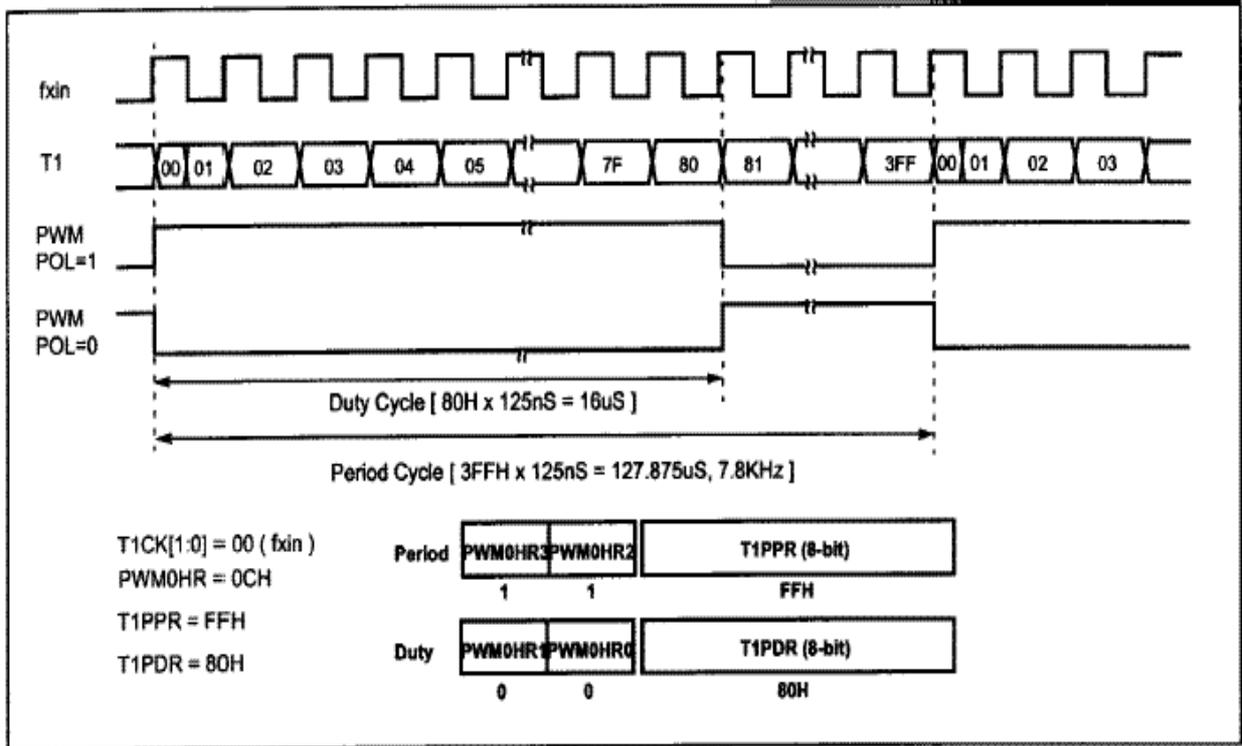 fxin
T1 00 01 02 03 04 05 7F 80 81 3FF 00 01 02 03
PWM
POL=1
PWM
POL=0
Duty Cycle [ 80H x 125nS = 16uS ]
Period Cycle [ 3FFH x 125nS = 127.875uS, 7.8KHz ]
T1CK[1:0] = 00 ( fxin )
PWM0HR = 0CH
T1PPR = FFH
T1PDR = 80H
Period PWM0HR3 PWM0HR2 T1PPR (8-bit)
1 1 FFH
Duty PWM0HR1 PWM0HR0 T1PDR (8-bit)
0 0 80H